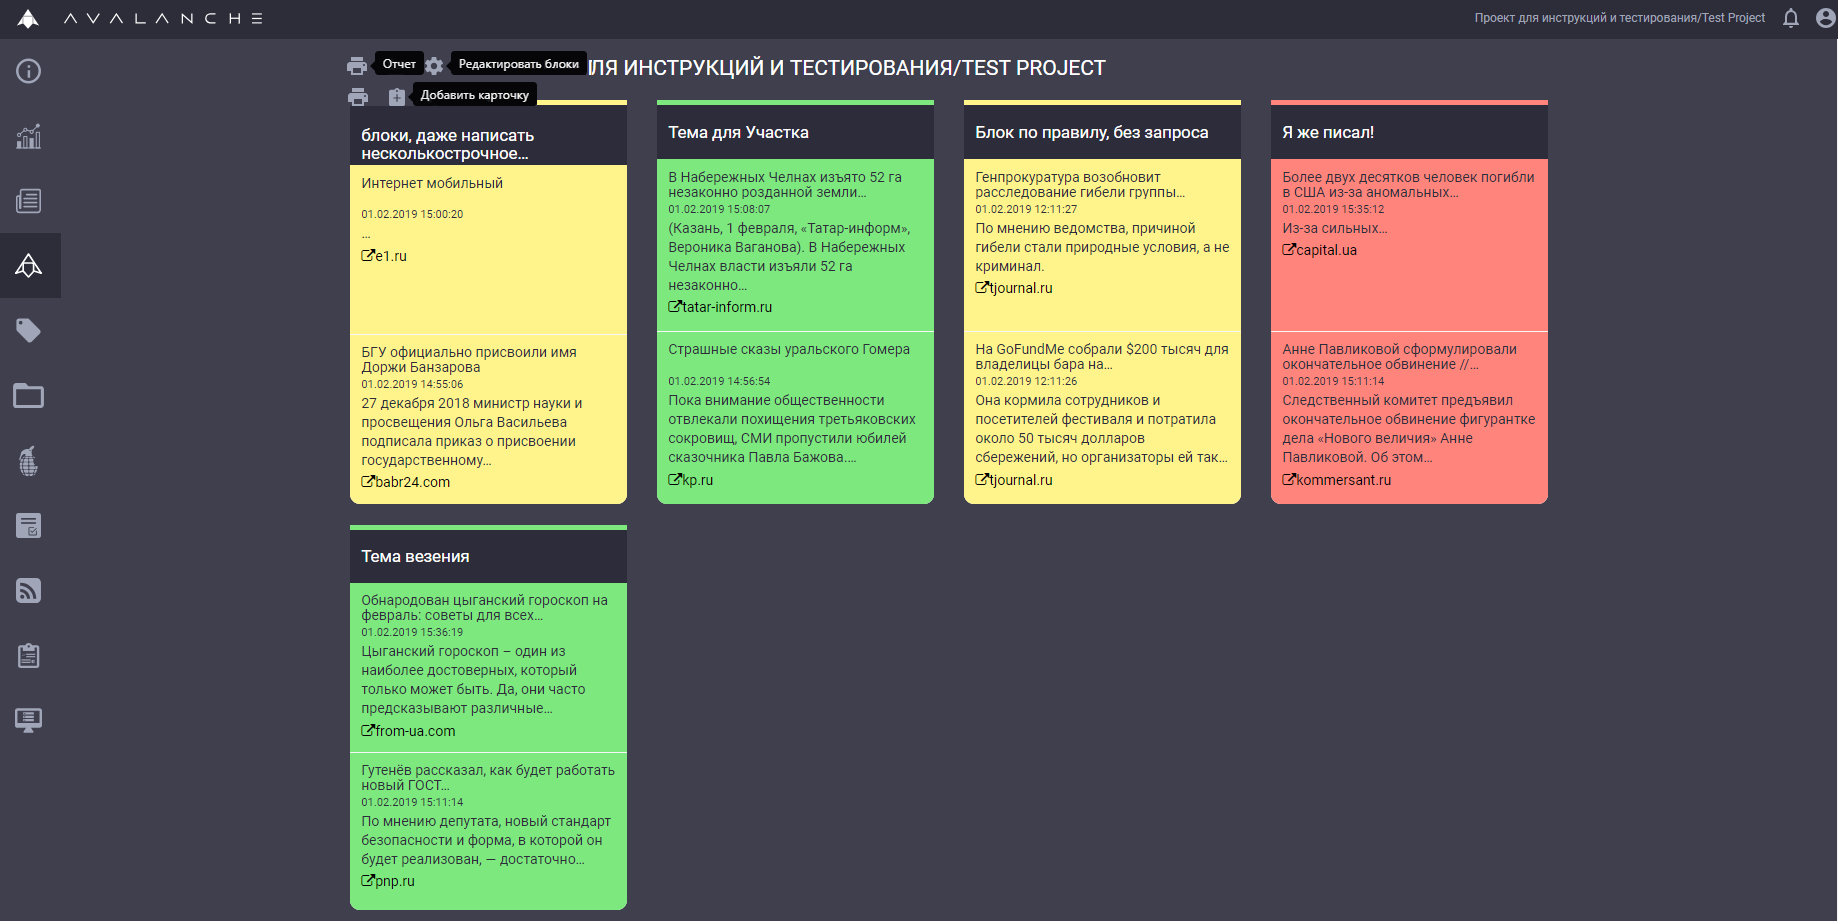 AVALANCHE
Проект для инструкций и тестирования/Test Project
Отчет
Редактировать блоки
ЛЯ ИНСТРУКЦИЙ И ТЕСТИРОВАНИЯ/TEST PROJECT
Добавить карточку
блоки, даже написать
несколькострочное...
Интернет мобильный
01.02.2019 15:00:20
...
e1.ru
БГУ официально присвоили имя
Доржи Банзарова
01.02.2019 14:55:06
27 декабря 2018 министр науки и
просвещения Ольга Васильева
подписала приказ о присвоении
государственному...
babr24.com
Тема для Участка
В Набережных Челнах изъято 52 га
незаконно розданной земли...
01.02.2019 15:08:07
(Казань, 1 февраля, «Татар-информ»,
Вероника Ваганова). В Набережных
Челнах власти изъяли 52 га
незаконно...
tatar-inform.ru
Страшные сказы уральского Гомера
01.02.2019 14:56:54
Пока внимание общественности
отвлекали похищения третьяковских
сокровищ, СМИ пропустили юбилей
сказочника Павла Бажова....
kp.ru
Блок по правилу, без запроса
Генпрокуратура возобновит
расследование гибели группы...
01.02.2019 12:11:27
По мнению ведомства, причиной
гибели стали природные условия, а не
криминал.
tjournal.ru
На GoFundMe собрали $200 тысяч для
владелицы бара на...
01.02.2019 12:11:26
Она кормила сотрудников и
посетителей фестиваля и потратила
около 50 тысяч долларов
сбережений, но организаторы ей так...
tjournal.ru
Я же писал!
Более двух десятков человек погибли
в США из-за аномальных...
01.02.2019 15:35:12
Из-за сильных...
capital.ua
Анне Павликовой сформулировали
окончательное обвинение //...
01.02.2019 15:11:14
Следственный комитет предъявил
окончательное обвинение фигурантке
дела «Нового величия» Анне
Павликовой. Об этом...
kommersant.ru
Тема везения
Обнародован цыганский гороскоп на
февраль: советы для всех...
01.02.2019 15:36:19
Цыганский гороскоп – один из
наиболее достоверных, который
только может быть. Да, они часто
предсказывают различные...
from-ua.com
Гутенёв рассказал, как будет работать
новый ГОСТ...
01.02.2019 15:11:14
По мнению депутата, новый стандарт
безопасности и форма, в которой он
будет реализован, — достаточно...
pnp.ru